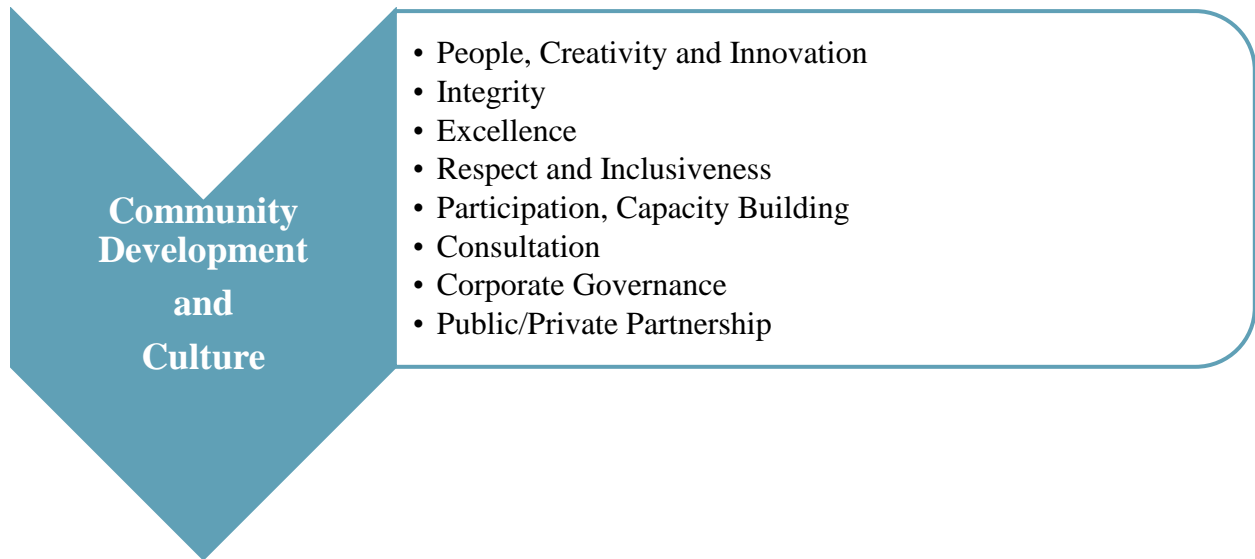 Community
Development
and
Culture
• People, Creativity and Innovation
• Integrity
• Excellence
• Respect and Inclusiveness
• Participation, Capacity Building
• Consultation
• Corporate Governance
• Public/Private Partnership